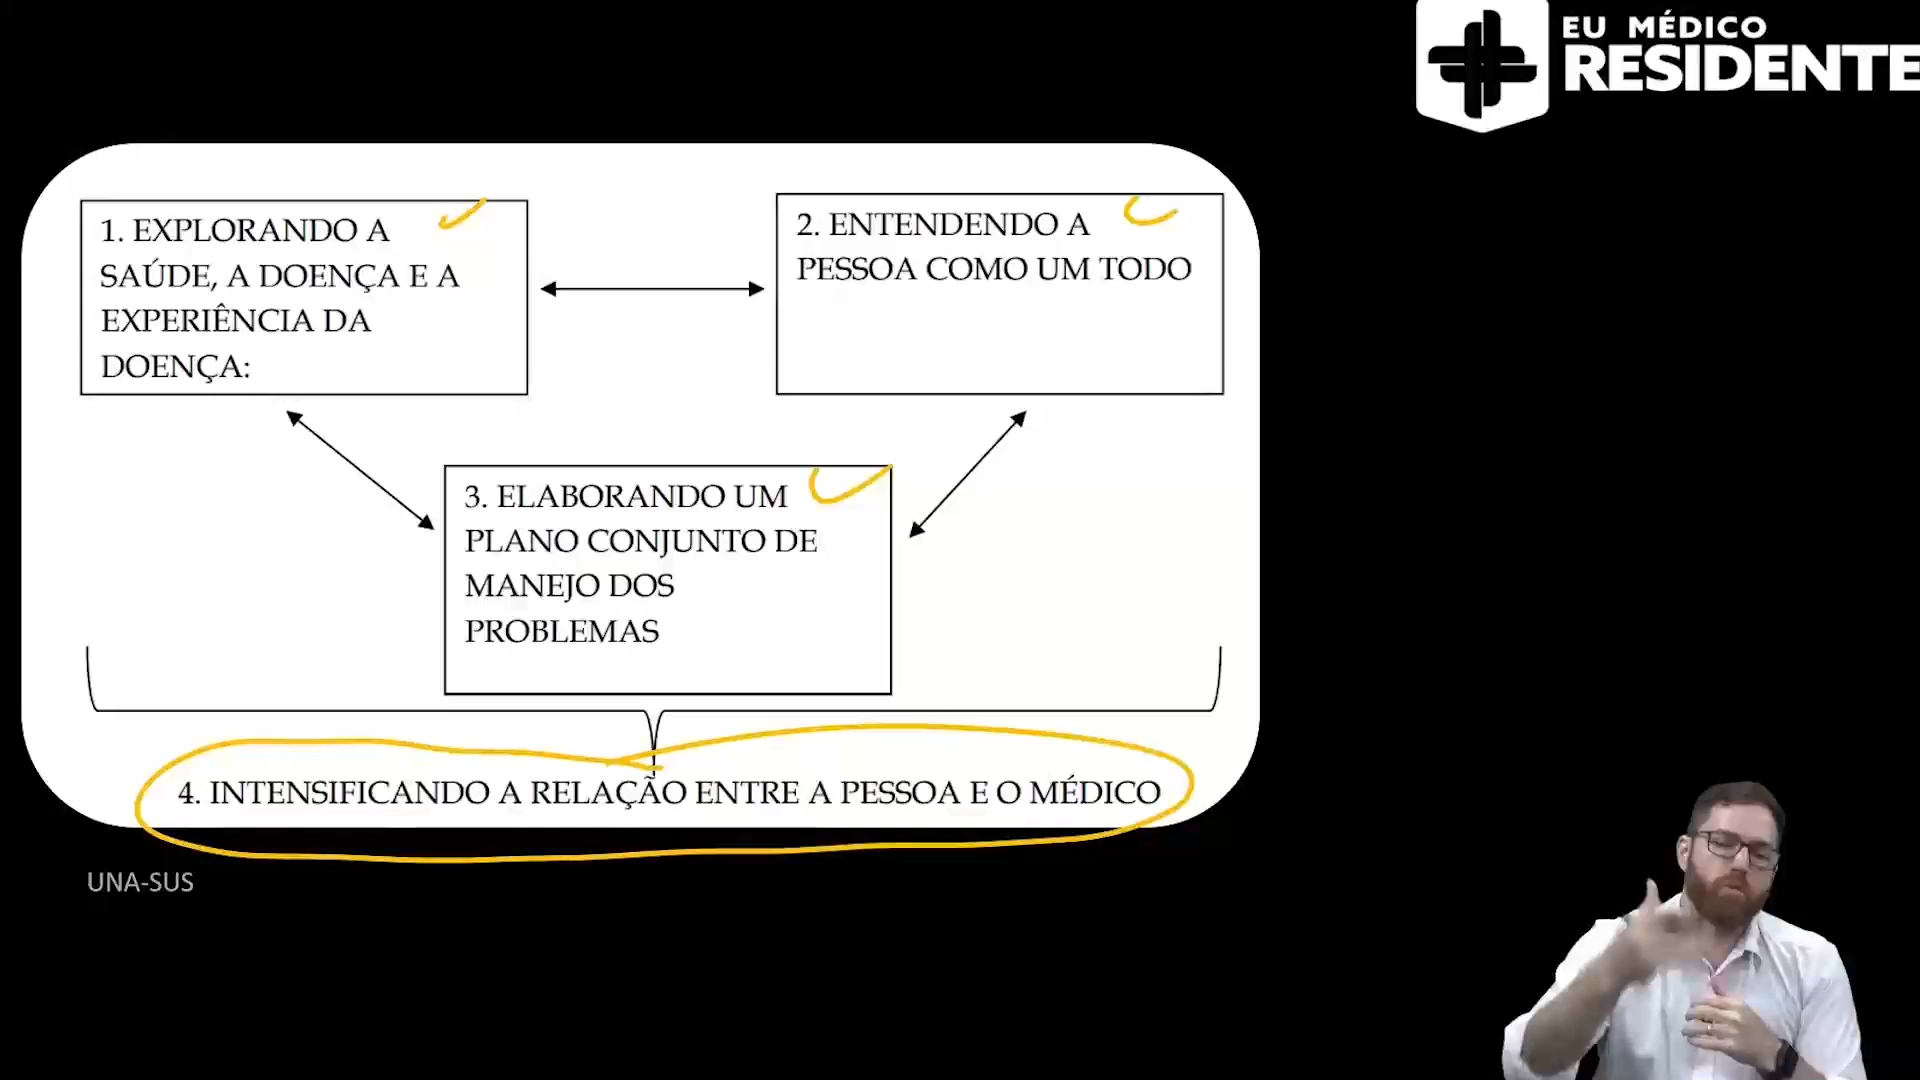 EU MÉDICO
RESIDENTE
1. EXPLORANDO A
SAÚDE, A DOENÇA E A
EXPERIÊNCIA DA
DOENÇA:
2. ENTENDENDO A
PESSOA COMO UM TODO
3. ELABORANDO UM
PLANO CONJUNTO DE
MANEJO DOS
PROBLEMAS
4. INTENSIFICANDO A RELAÇÃO ENTRE A PESSOA E O MÉDICO
UNA-SUS